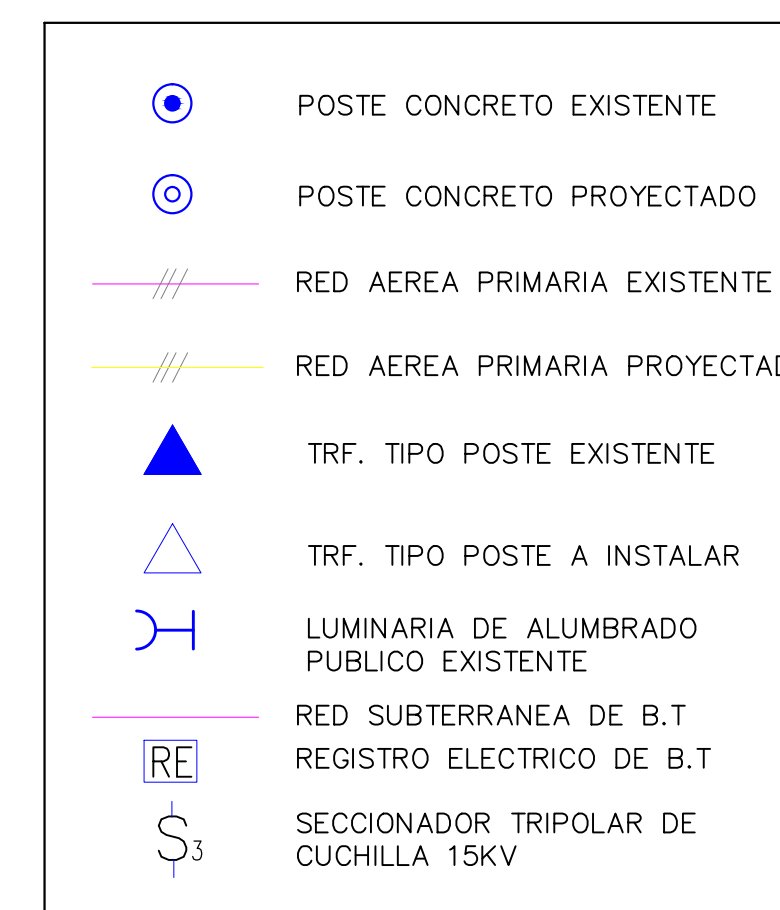 POSTE CONCRETO EXISTENTE
POSTE CONCRETO PROYECTADO
RED AEREA PRIMARIA EXISTENTE
RED AEREA PRIMARIA PROYECTAD
TRF. TIPO POSTE EXISTENTE
TRF. TIPO POSTE A INSTALAR
LUMINARIA DE ALUMBRADO
PUBLICO EXISTENTE
RED SUBTERRANEA DE B.T
RE REGISTRO ELECTRICO DE B.T
S3 SECCIONADOR TRIPOLAR DE
CUCHILLA 15KV